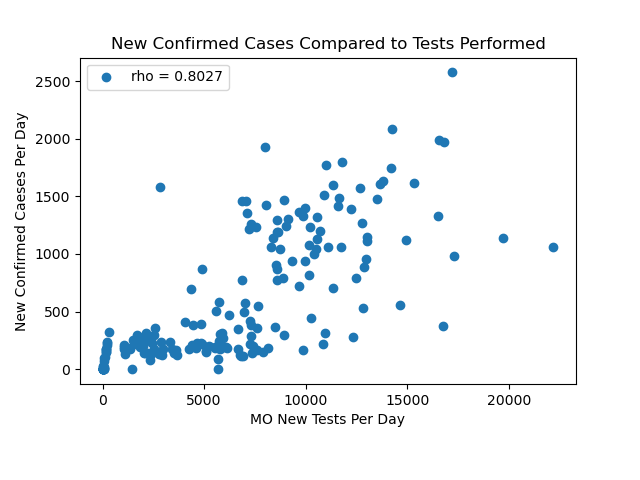 New Confirmed Cases Compared to Tests Performed
rho = 0.8027
2500
2000
1500
1000
500
0
New Confirmed Caeses Per Day
0 5000 10000 15000 20000
MO New Tests Per Day